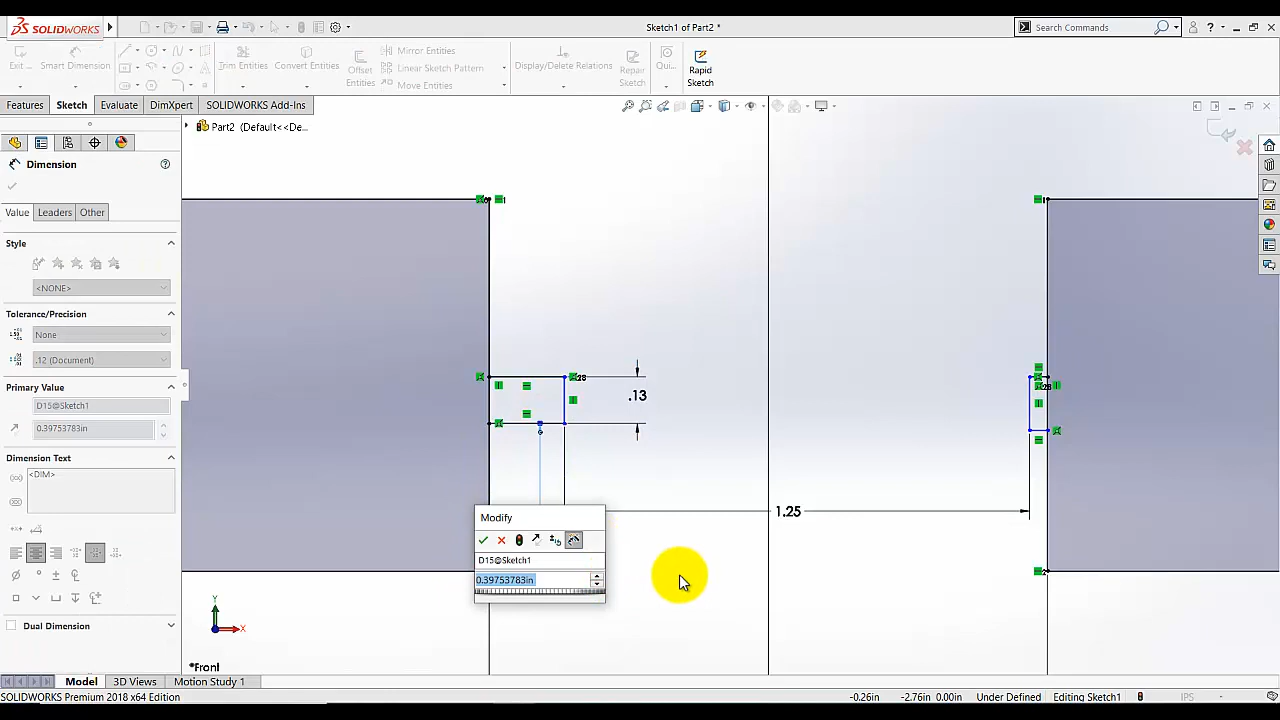 SOLIDWORKS
Sketch1 of Part2 *
Search Commands
Exit ...
Smart Dimension
Trim Entities
Convert Entities
Offset Entities
Mirror Entities
Linear Sketch Pattern
Move Entities
Display/Delete Relations
Repair Sketch
Qui...
Rapid Sketch
Features
Sketch
Evaluate
DimXpert
SOLIDWORKS Add-Ins
Part2 (Default<<De...
Dimension
Value
Leaders
Other
Style
<NONE>
Tolerance/Precision
None
.12 (Document)
Primary Value
D15@Sketch1
0.39753783in
Dimension Text
<DIM>
Dual Dimension
.13
1.25
Modify
D15@Sketch1
0.39753783in
Y
X
*Front
Model
3D Views
Motion Study 1
SOLIDWORKS Premium 2018 x64 Edition
-0.26in
-2.76in
0.00in
Under Defined
Editing Sketch1
IPS